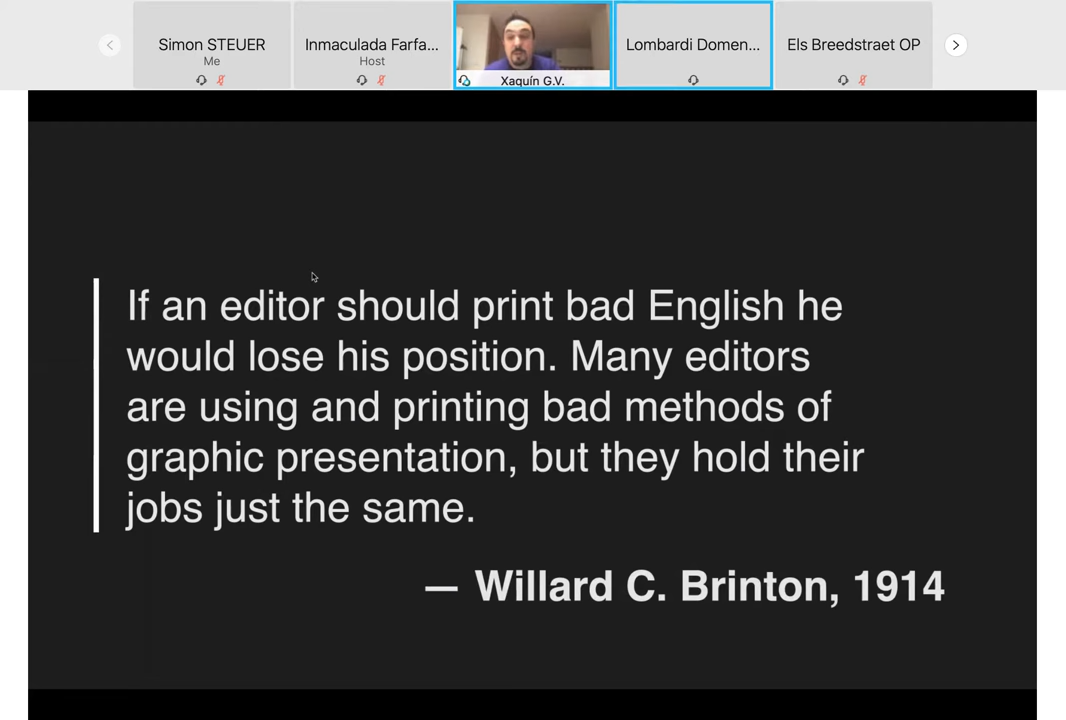 Simon STEUER
Me
Inmaculada Farfa...
Host
Xaquín G.V.
Lombardi Domen...
Els Breedstraet OP
If an editor should print bad English he
would lose his position. Many editors
are using and printing bad methods of
graphic presentation, but they hold their
jobs just the same.
— Willard C. Brinton, 1914